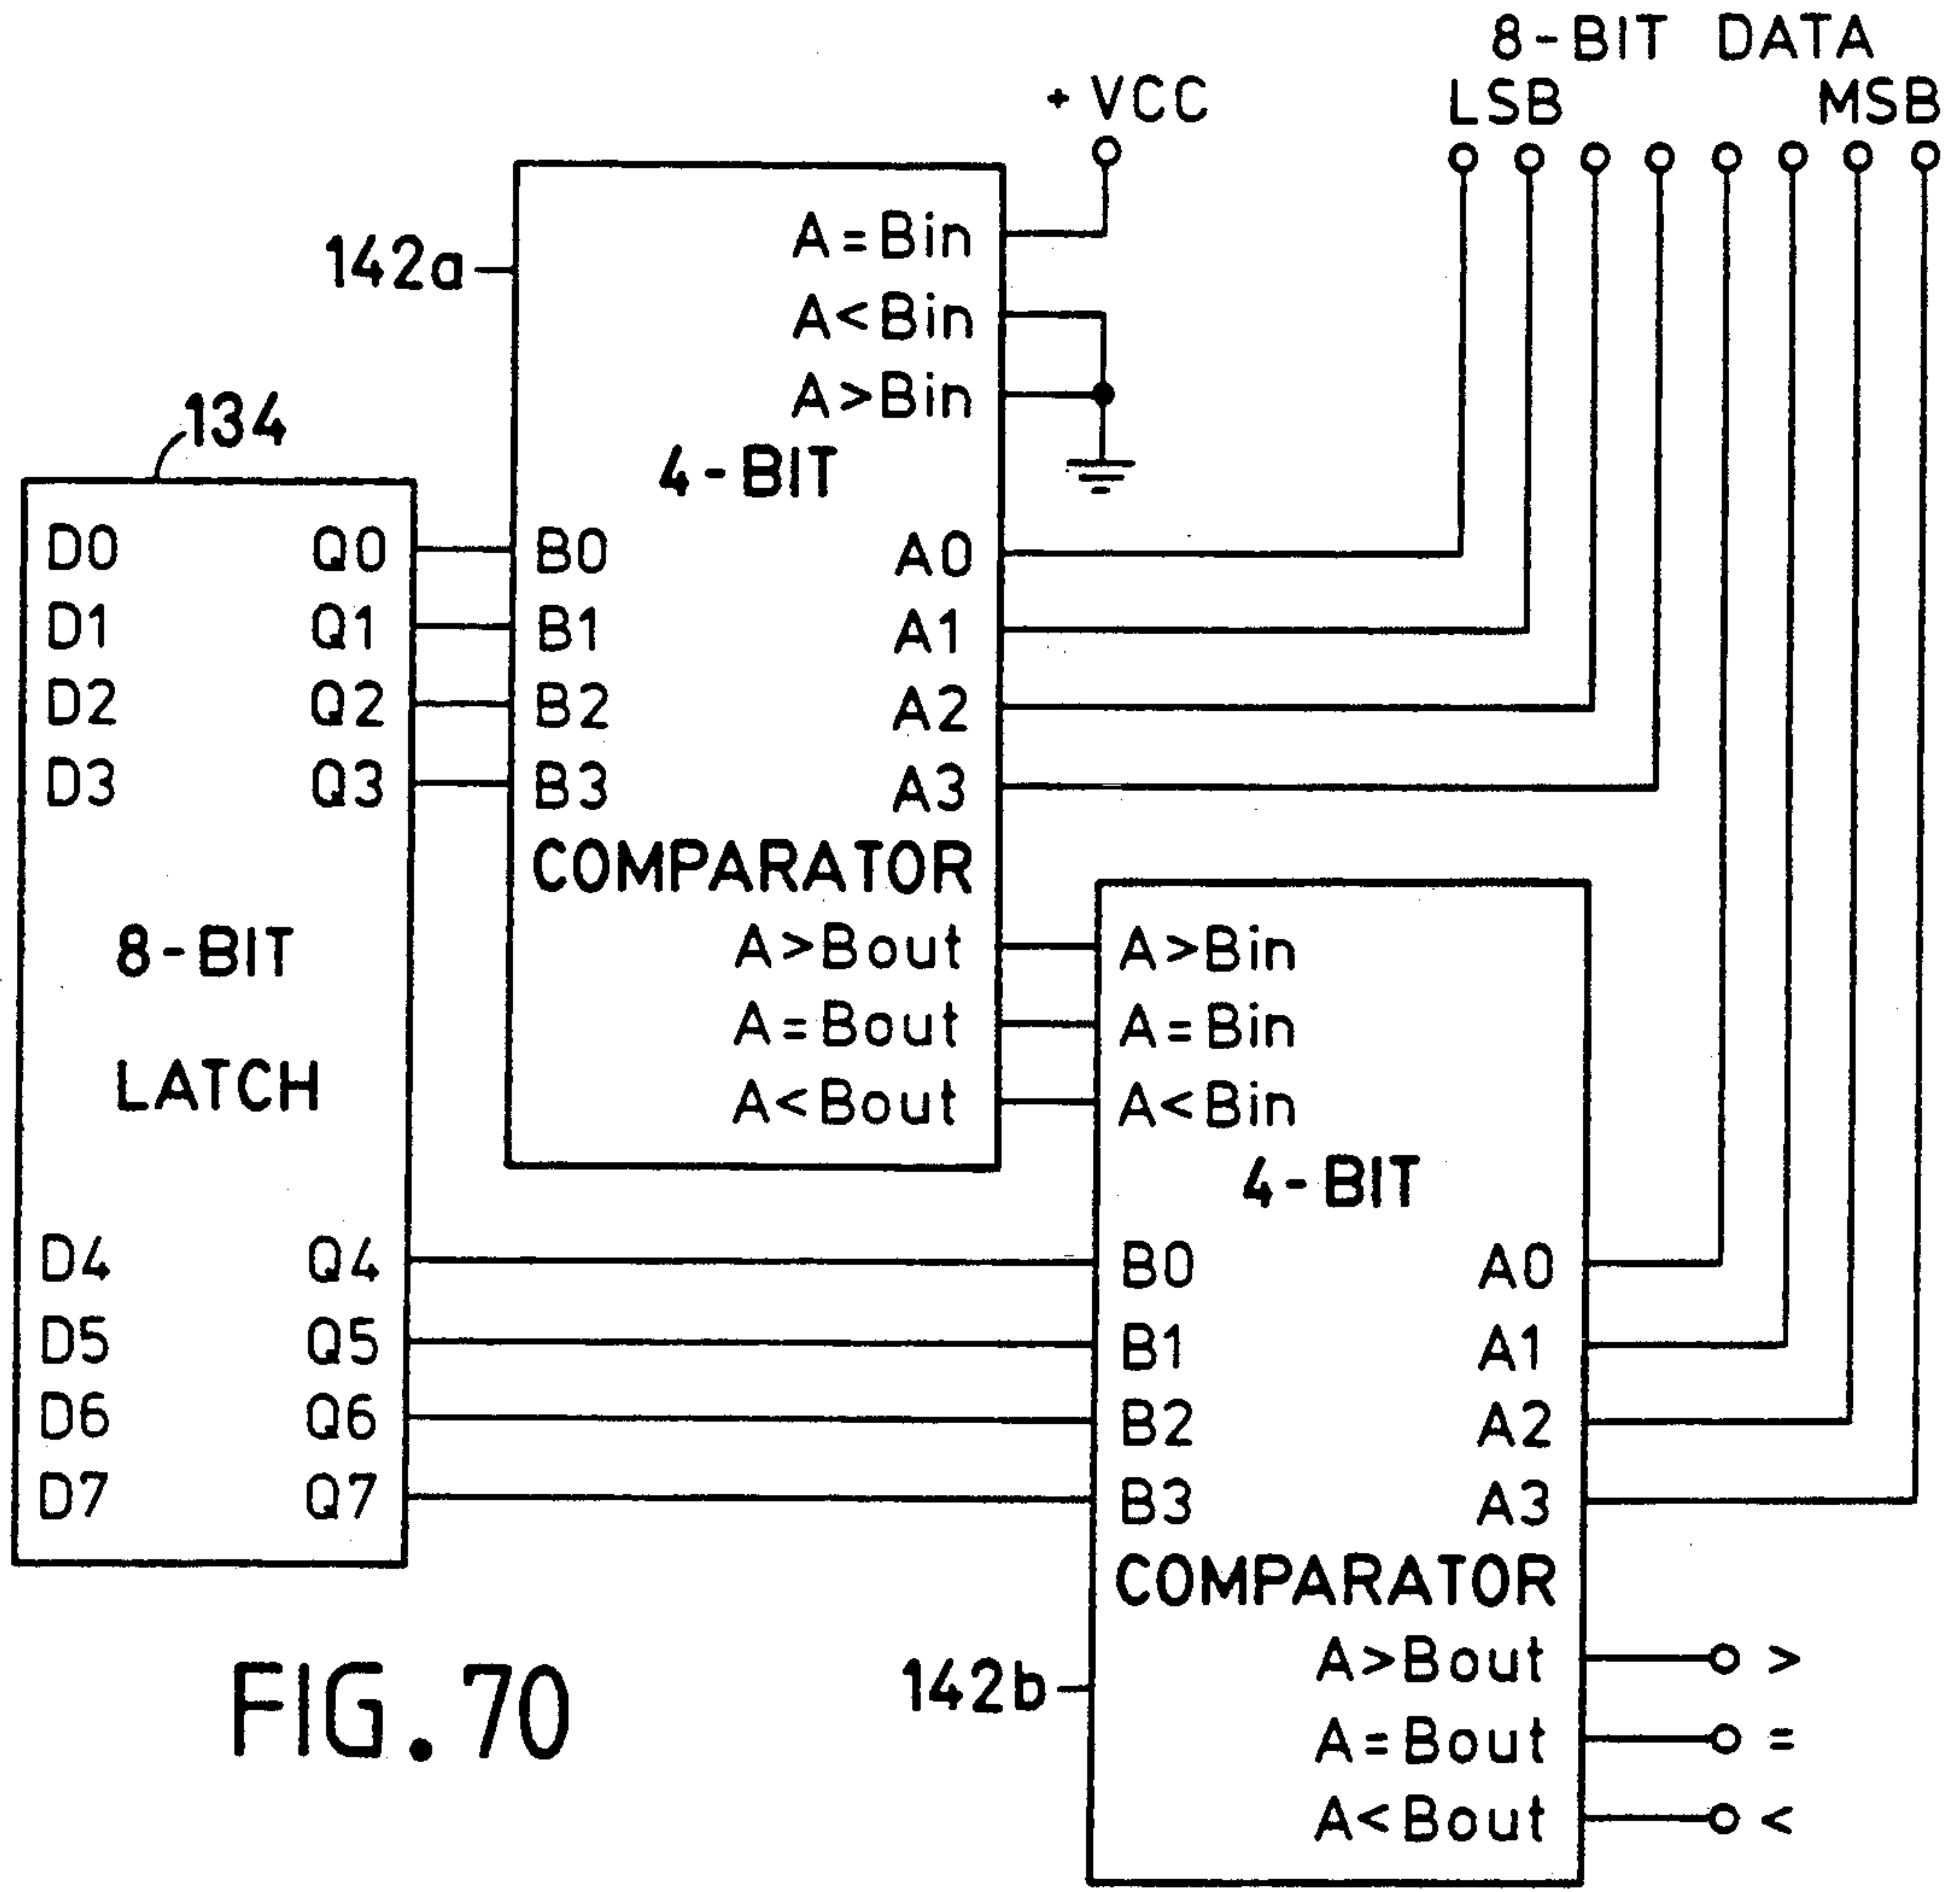 8-BIT DATA
LSB MSB
+ VCC
142a
A=Bin
A<Bin
A>Bin
4-BIT
134
D0 Q0 B0 A0
D1 Q1 B1 A1
D2 Q2 B2 A2
D3 Q3 B3 A3
COMPARATOR
8-BIT
LATCH
A>Bout A>Bin
A=Bout A=Bin
A<Bout A<Bin
4-BIT
D4 Q4 B0 A0
D5 Q5 B1 A1
D6 Q6 B2 A2
D7 Q7 B3 A3
COMPARATOR
142b
A>Bout >
A=Bout =
A<Bout <
FIG. 70